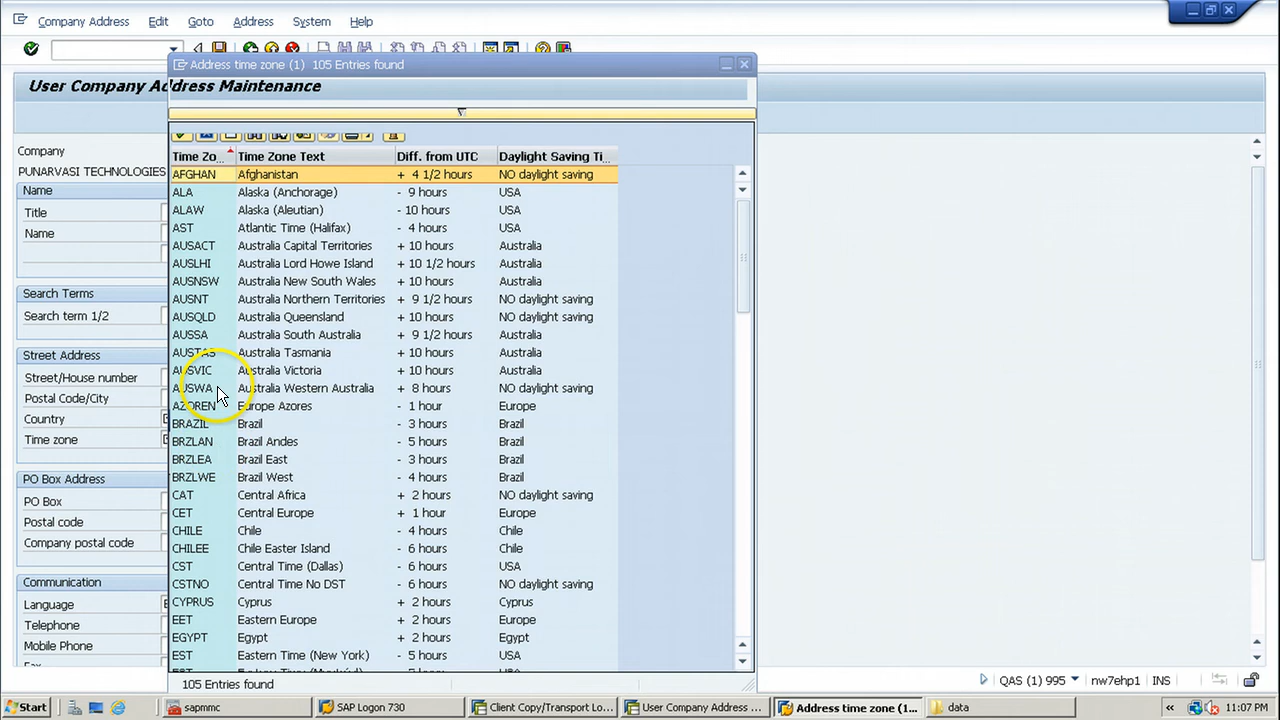 Company Address Edit Goto Address System Help
Address time zone (1) 105 Entries found
User Company Address Maintenance
Company
PUNARVASI TECHNOLOGIES
Name
Title
Name
Search Terms
Search term 1/2
Street Address
Street/House number
Postal Code/City
Country
Time zone
PO Box Address
PO Box
Postal code
Company postal code
Communication
Language
Telephone
Mobile Phone
Fax
Time Zo... Time Zone Text Diff. from UTC Daylight Saving Ti...
AFGHAN Afghanistan + 4 1/2 hours NO daylight saving
ALA Alaska (Anchorage) - 9 hours USA
ALAW Alaska (Aleutian) - 10 hours USA
AST Atlantic Time (Halifax) - 4 hours USA
AUSACT Australia Capital Territories + 10 hours Australia
AUSLHI Australia Lord Howe Island + 10 1/2 hours Australia
AUSNSW Australia New South Wales + 10 hours Australia
AUSNT Australia Northern Territories + 9 1/2 hours NO daylight saving
AUSQLD Australia Queensland + 10 hours NO daylight saving
AUSSA Australia South Australia + 9 1/2 hours Australia
AUSTAS Australia Tasmania + 10 hours Australia
AUSVIC Australia Victoria + 10 hours Australia
AUSWA Australia Western Australia + 8 hours NO daylight saving
AZOREN Europe Azores - 1 hour Europe
BRAZIL Brazil - 3 hours Brazil
BRZLAN Brazil Andes - 5 hours Brazil
BRZLEA Brazil East - 3 hours Brazil
BRZLWE Brazil West - 4 hours Brazil
CAT Central Africa + 2 hours NO daylight saving
CET Central Europe + 1 hour Europe
CHILE Chile - 4 hours Chile
CHILEE Chile Easter Island - 6 hours Chile
CST Central Time (Dallas) - 6 hours USA
CSTNO Central Time No DST - 6 hours NO daylight saving
CYPRUS Cyprus + 2 hours Cyprus
EET Eastern Europe + 2 hours Europe
EGYPT Egypt + 2 hours Egypt
EST Eastern Time (New York) - 5 hours USA
105 Entries found
QAS (1) 995 nw7ehp1 INS
Start sapmmc SAP Logon 730 Client Copy/Transport Lo... User Company Address ... Address time zone (1... data « 11:07 PM